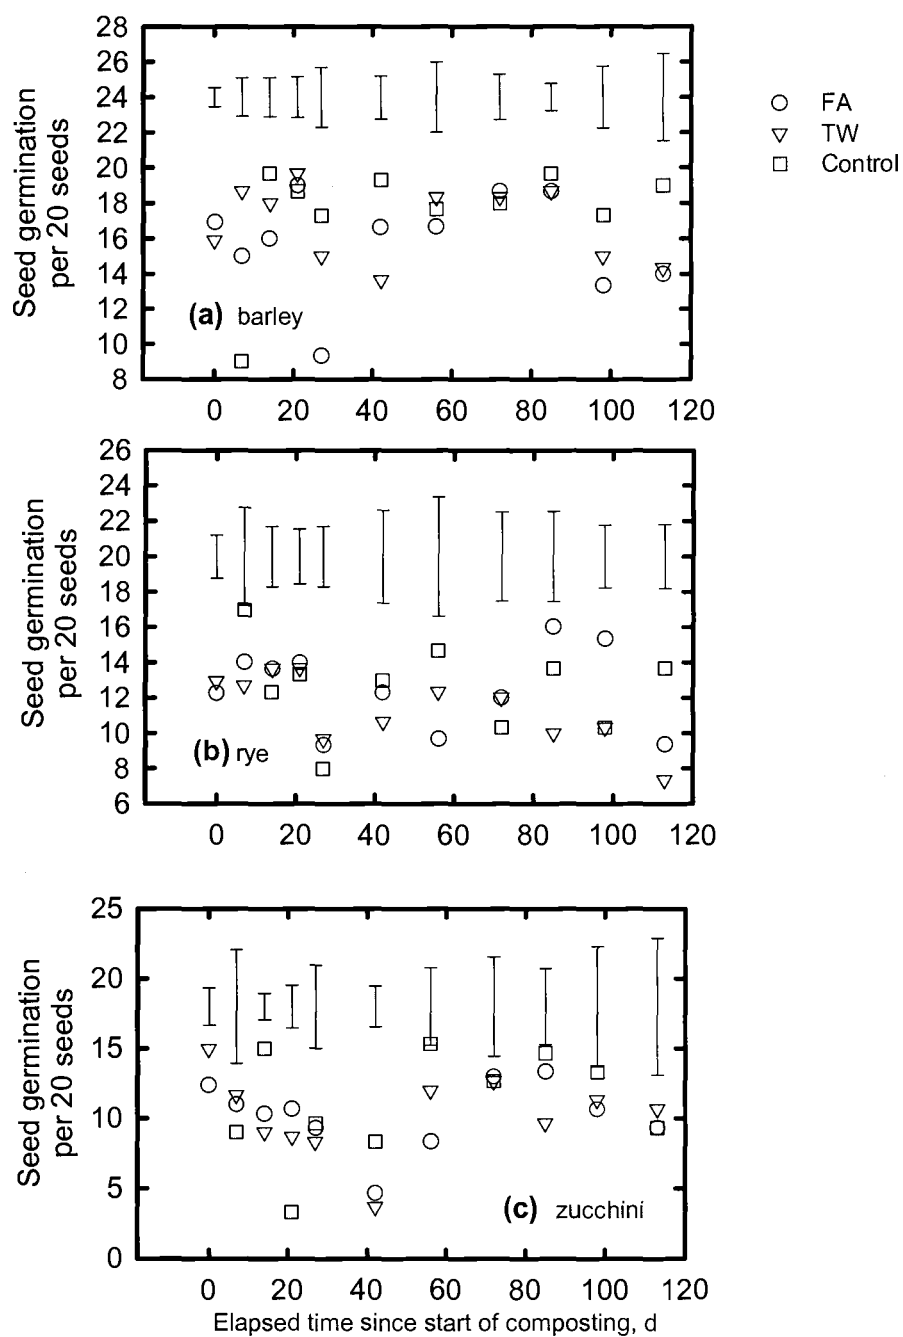 28
26
24
22
20
18
16
14
12
10
8
Seed germination
per 20 seeds
(a) barley
0 20 40 60 80 100 120
FA
TW
Control
26
24
22
20
18
16
14
12
10
8
6
Seed germination
per 20 seeds
(b) rye
0 20 40 60 80 100 120
25
20
15
10
5
0
Seed germination
per 20 seeds
(c) zucchini
0 20 40 60 80 100 120
Elapsed time since start of composting, d